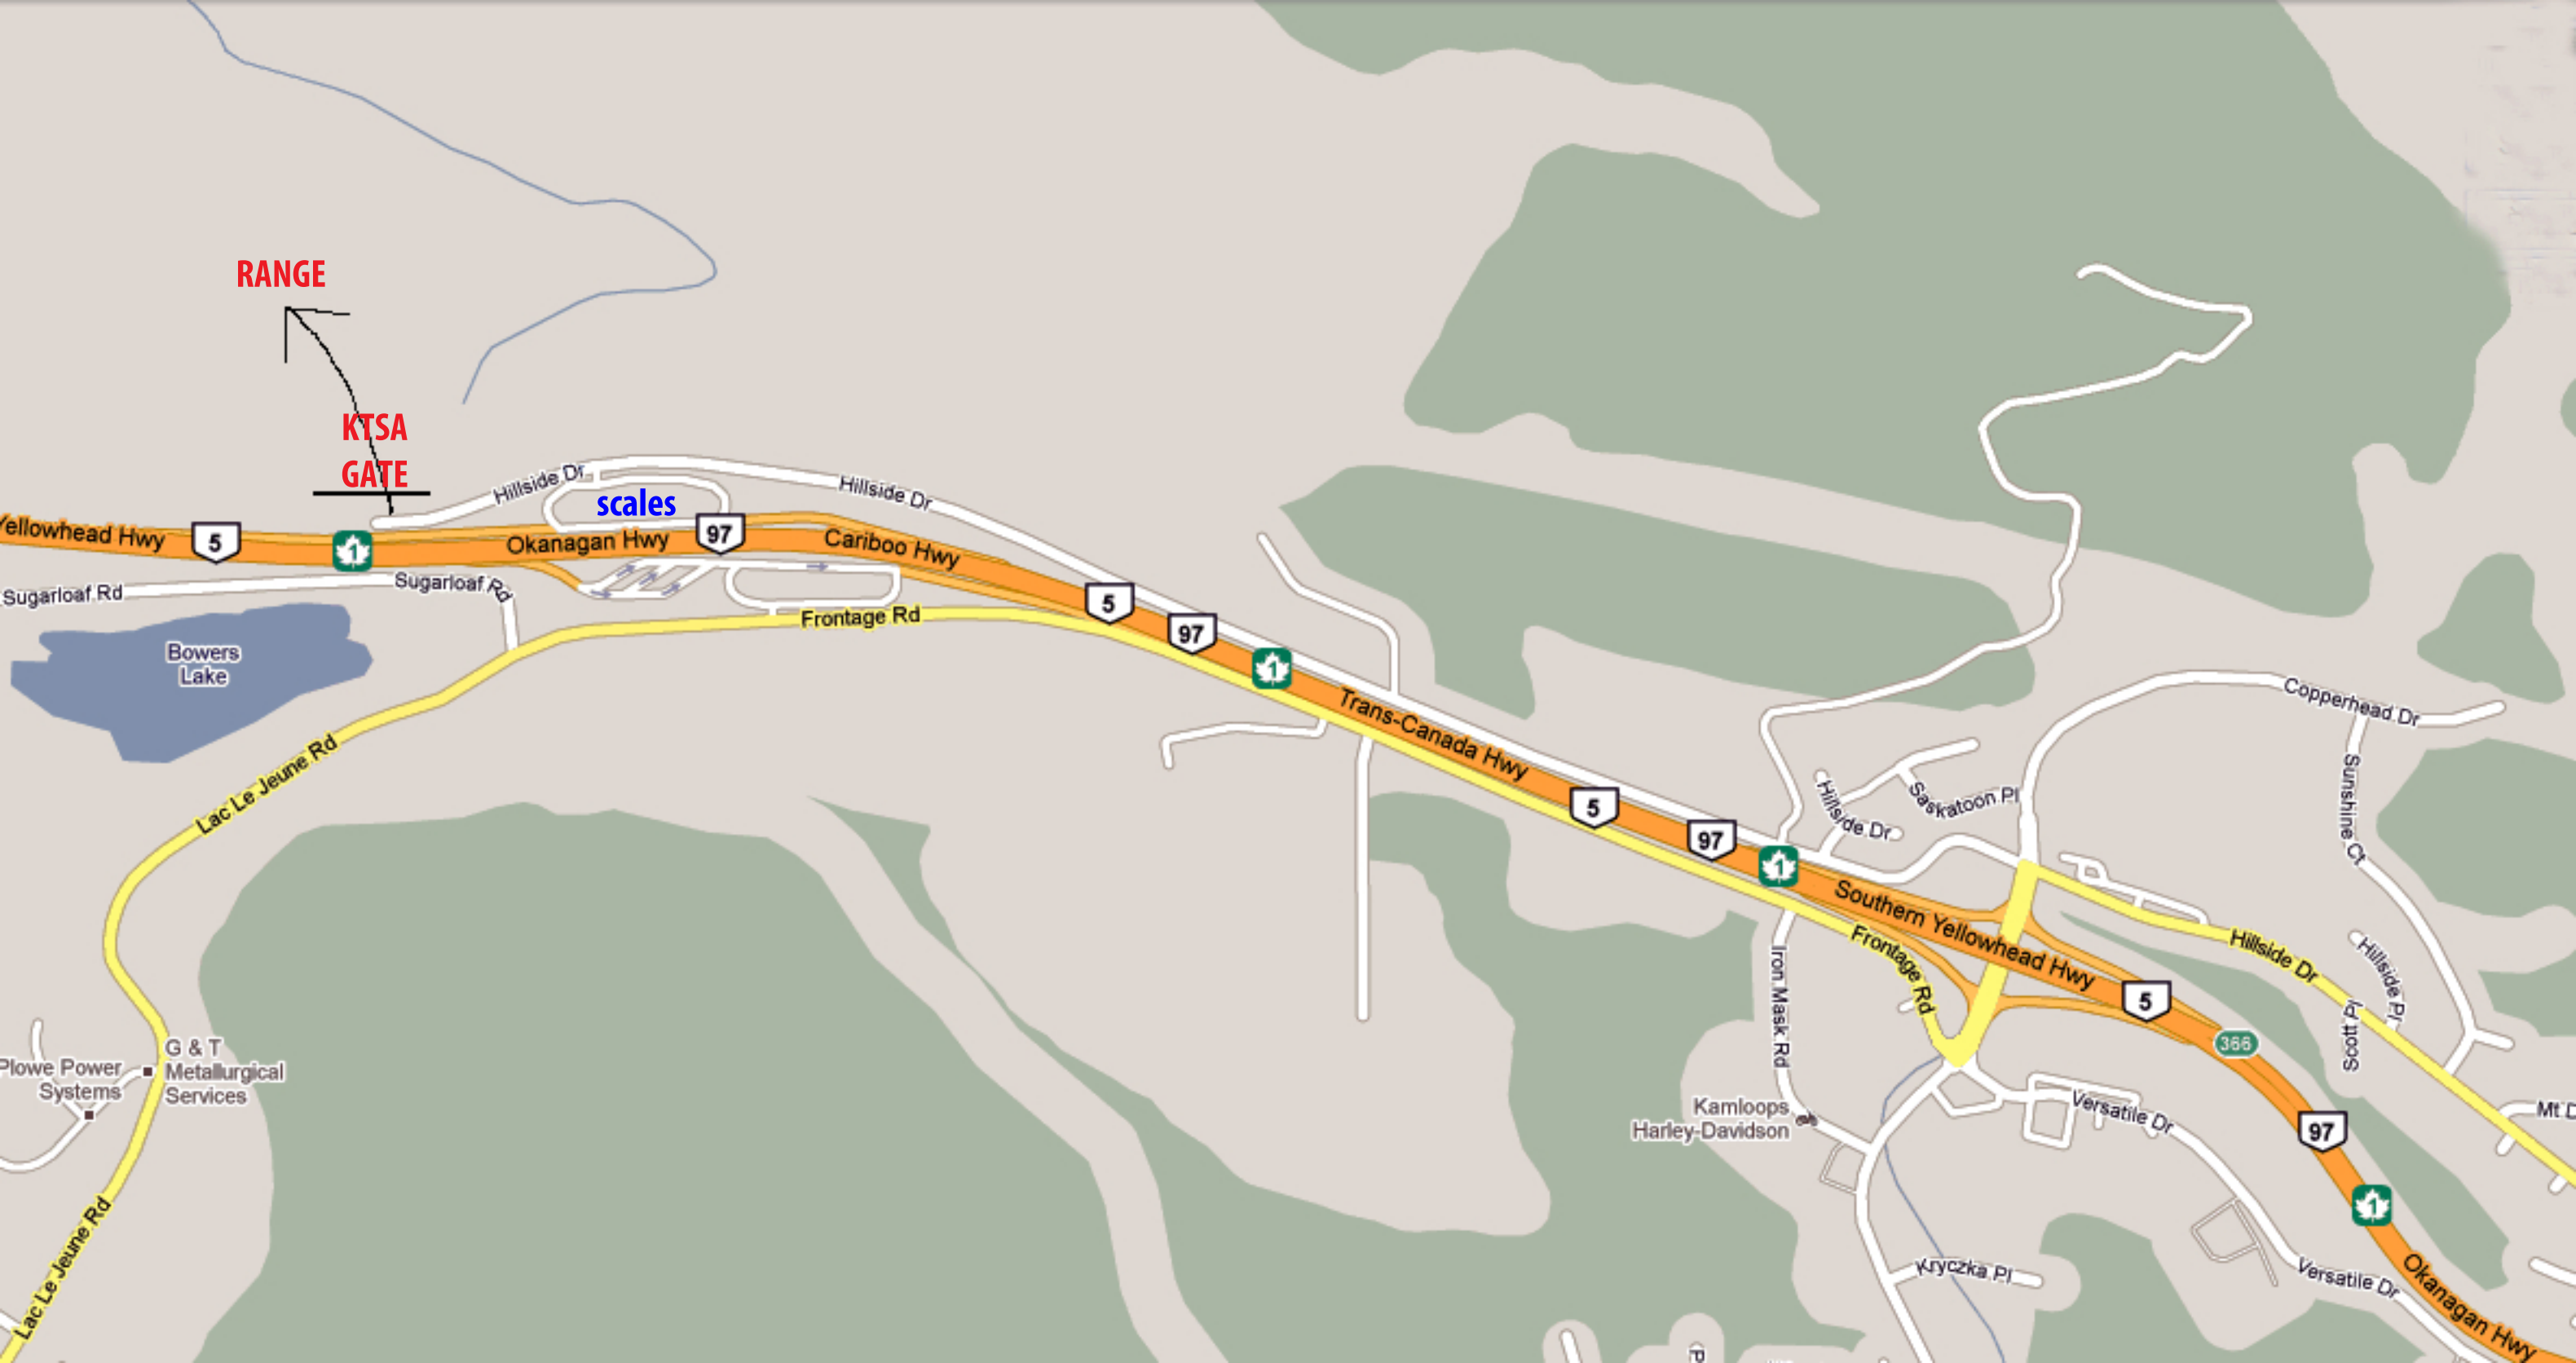 RANGE
KTSA
GATE
Hillside Dr
scales
Hillside Dr
Yellowhead Hwy
5
1
Okanagan Hwy
97
Cariboo Hwy
Sugarloaf Rd
Sugarloaf Rd
Frontage Rd
5
97
1
Bowers
Lake
Trans-Canada Hwy
Copperhead Dr
Lac Le Jeune Rd
5
97
1
Hillside Dr
Saskatoon Pl
Sunshine Ct
Southern Yellowhead Hwy
Frontage Rd
Iron Mask Rd
Hillside Dr
Hillside Pl
Scott Pl
5
366
G & T
Metallurgical
Services
Plowe Power
Systems
Kamloops
Harley-Davidson
Versatile Dr
97
Mt
1
Lac Le Jeune Rd
Kryczka Pl
Versatile Dr
Okanagan Hwy